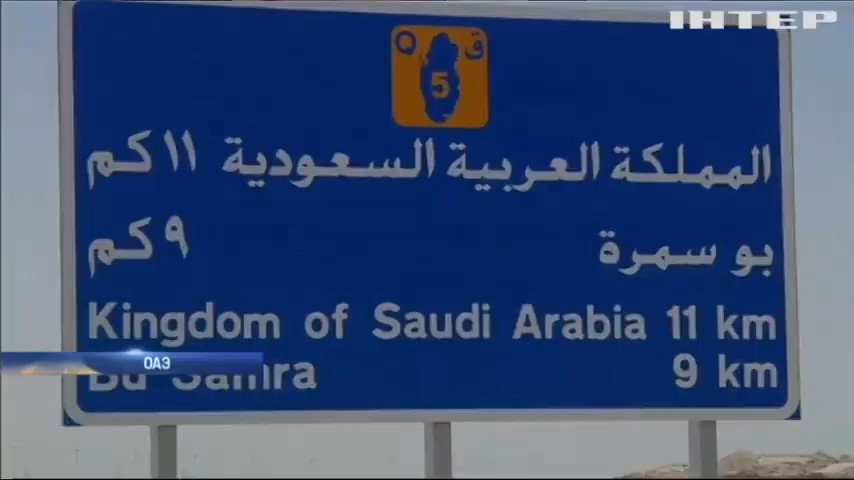 ІНТЕР
Q 5 ق
المملكة العربية السعودية ١١ كم
بو سمرة ٩ كم
Kingdom of Saudi Arabia 11 km
ОАЭ
Bu Samra 9 km